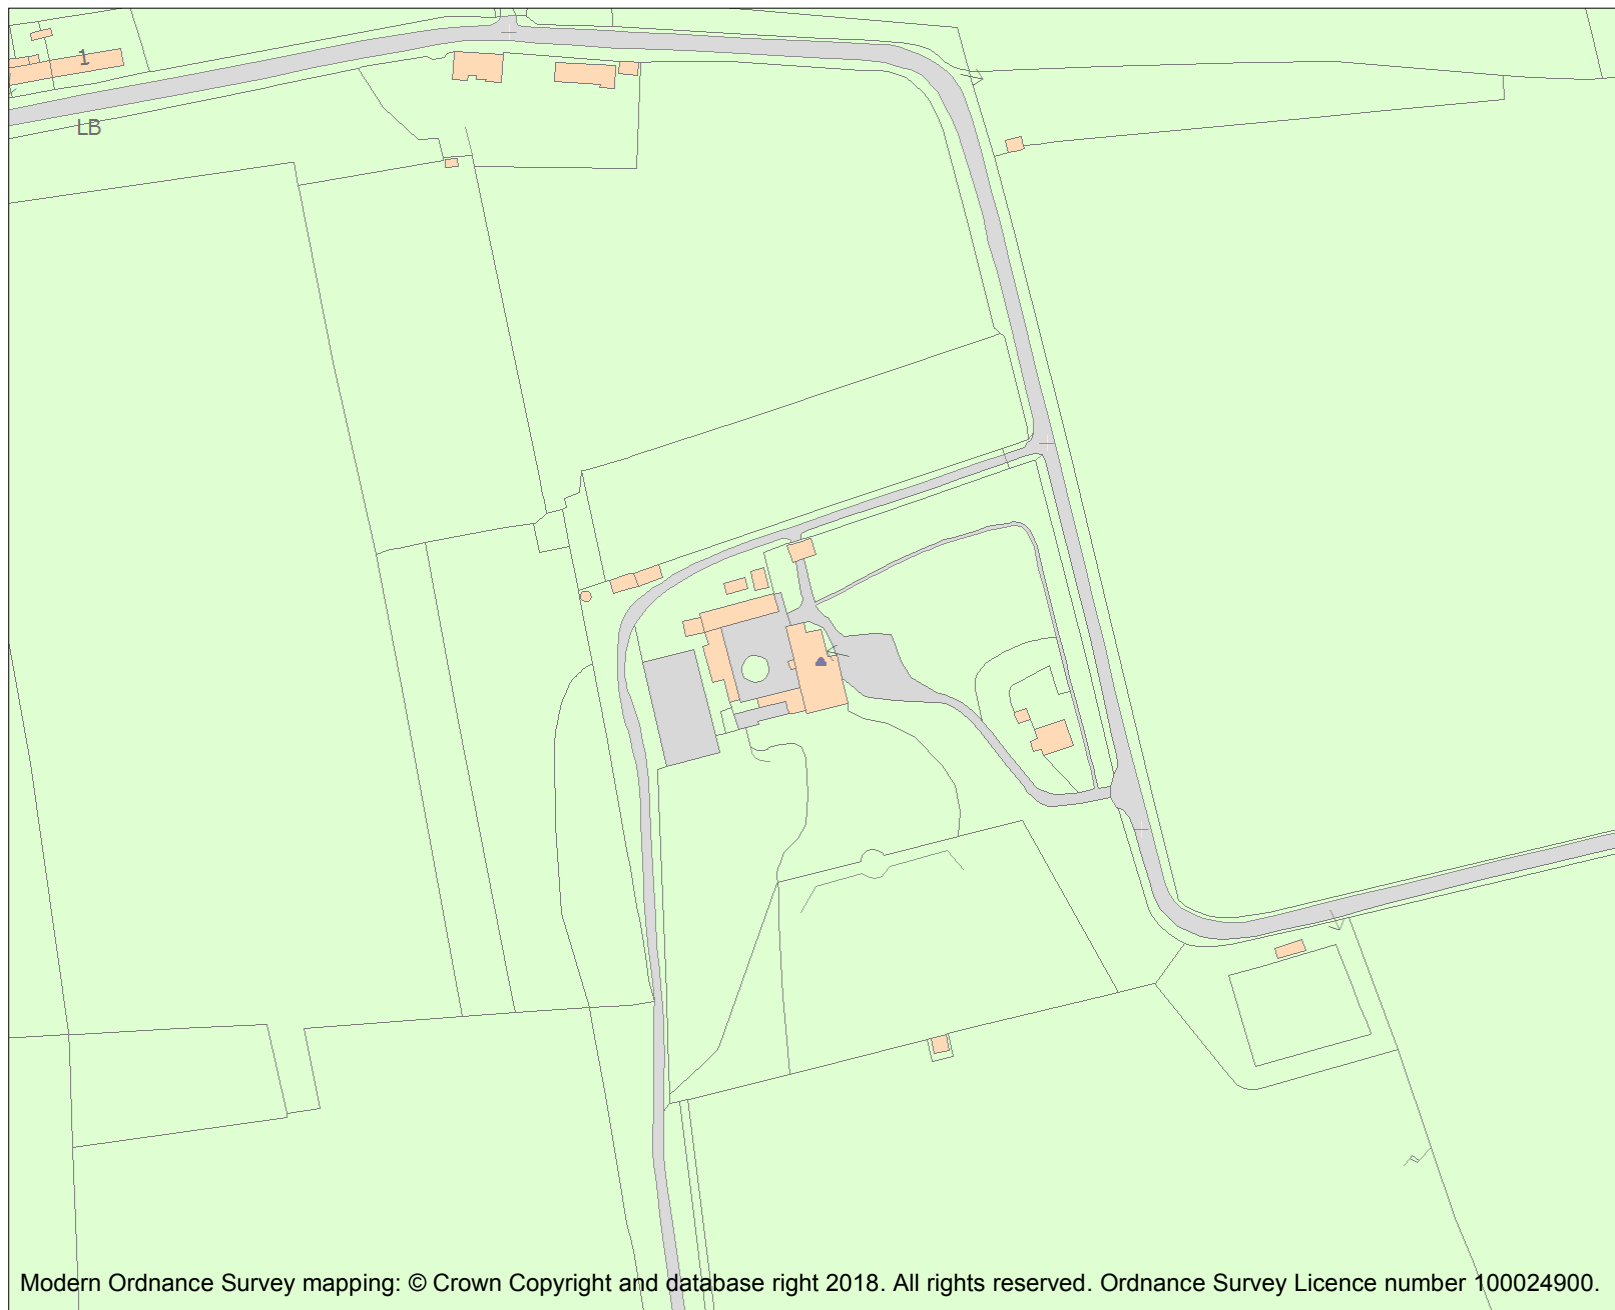 1
LB
Modern Ordnance Survey mapping: © Crown Copyright and database right 2018. All rights reserved. Ordnance Survey Licence number 100024900.